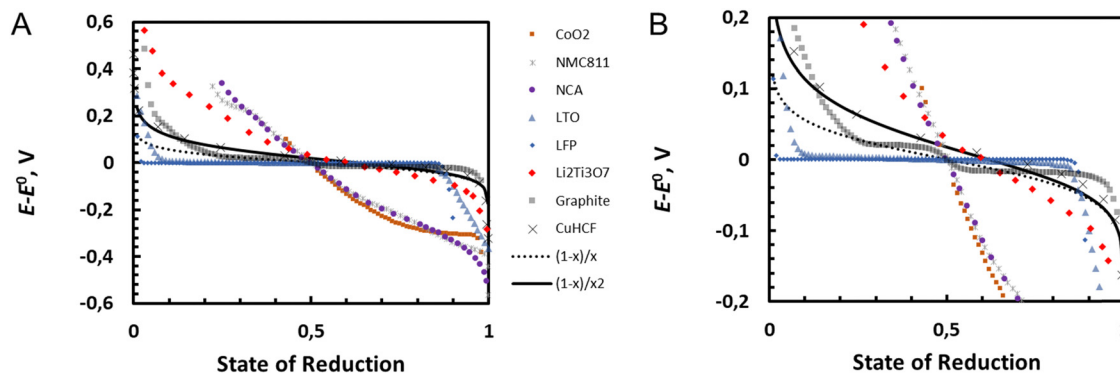 A
E-E⁰, V
0,6
0,4
0,2
0
-0,2
-0,4
-0,6
0
0,5
1
State of Reduction
CoO2
NMC811
NCA
LTO
LFP
Li2Ti3O7
Graphite
CuHCF
(1-x)/x
(1-x)/x2
B
E-E⁰, V
0,2
0,1
0
-0,1
-0,2
0
0,5
State of Reduction